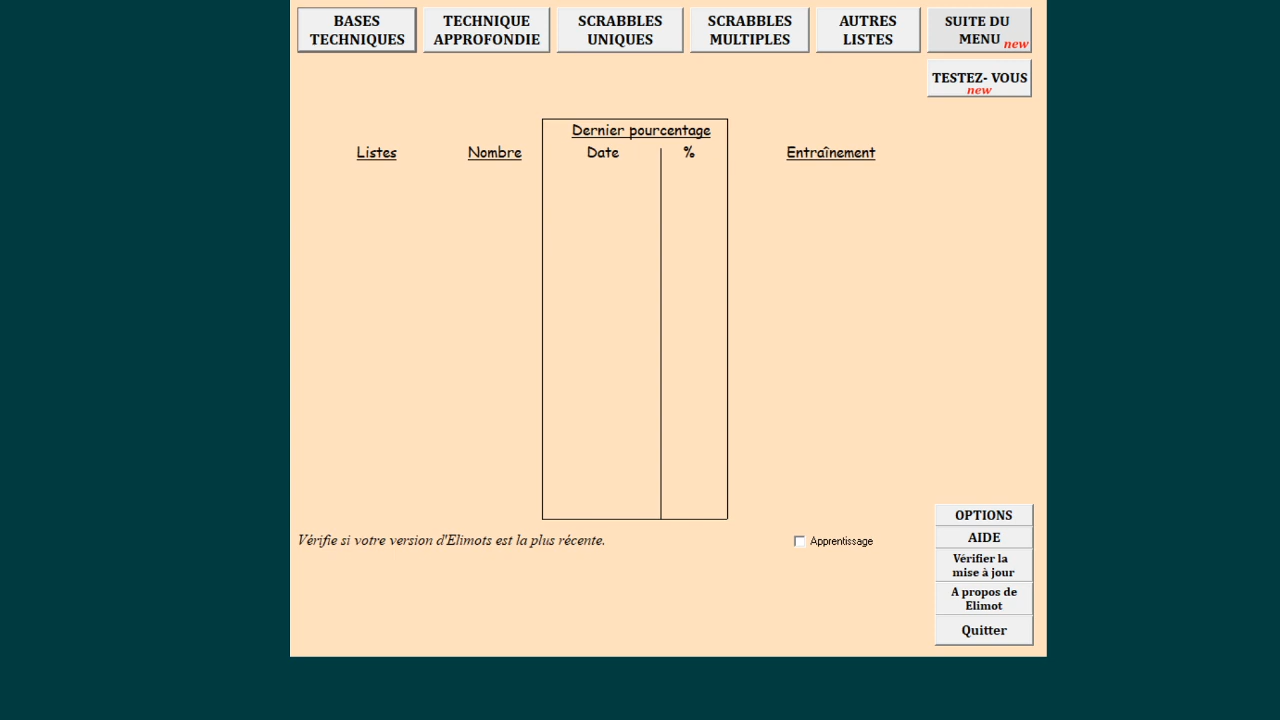 BASES
TECHNIQUES
TECHNIQUE
APPROFONDIE
SCRABBLES
UNIQUES
SCRABBLES
MULTIPLES
AUTRES
LISTES
SUITE DU
MENU new
TESTEZ- VOUS
new
Dernier pourcentage
Listes
Nombre
Date
%
Entraînement
Vérifie si votre version d'Elimots est la plus récente.
Apprentissage
OPTIONS
AIDE
Vérifier la
mise à jour
A propos de
Elimot
Quitter